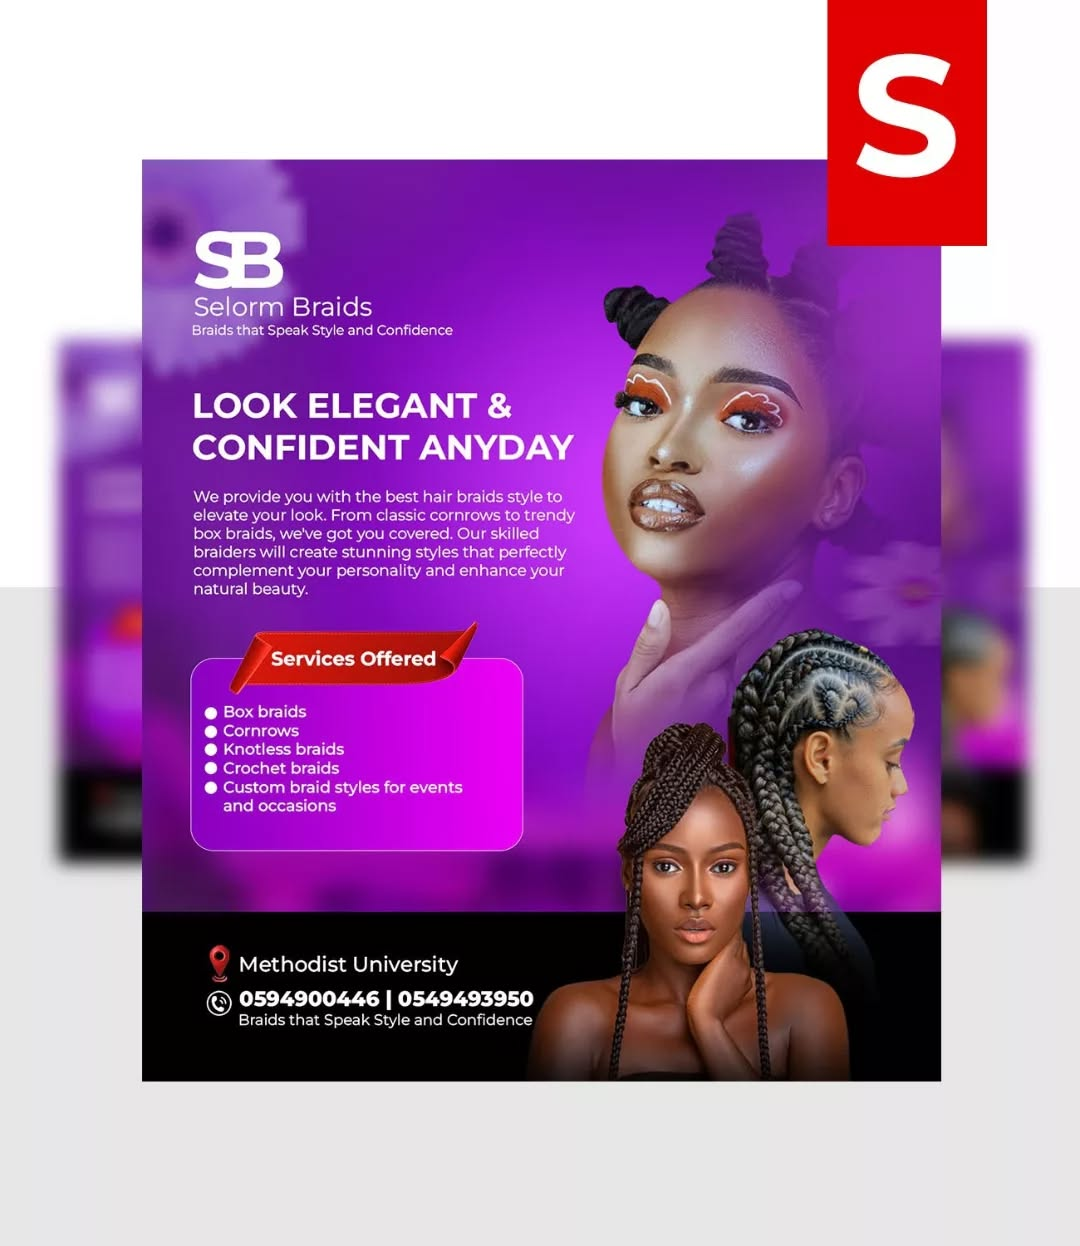 S
SB
Selorm Braids
Braids that Speak Style and Confidence
LOOK ELEGANT &
CONFIDENT ANYDAY
We provide you with the best hair braids style to
elevate your look. From classic cornrows to trendy
box braids, we've got you covered. Our skilled
braiders will create stunning styles that perfectly
complement your personality and enhance your
natural beauty.
Services Offered
Box braids
Cornrows
Knotless braids
Crochet braids
Custom braid styles for events
and occasions
Methodist University
0594900446 | 0549493950
Braids that Speak Style and Confidence